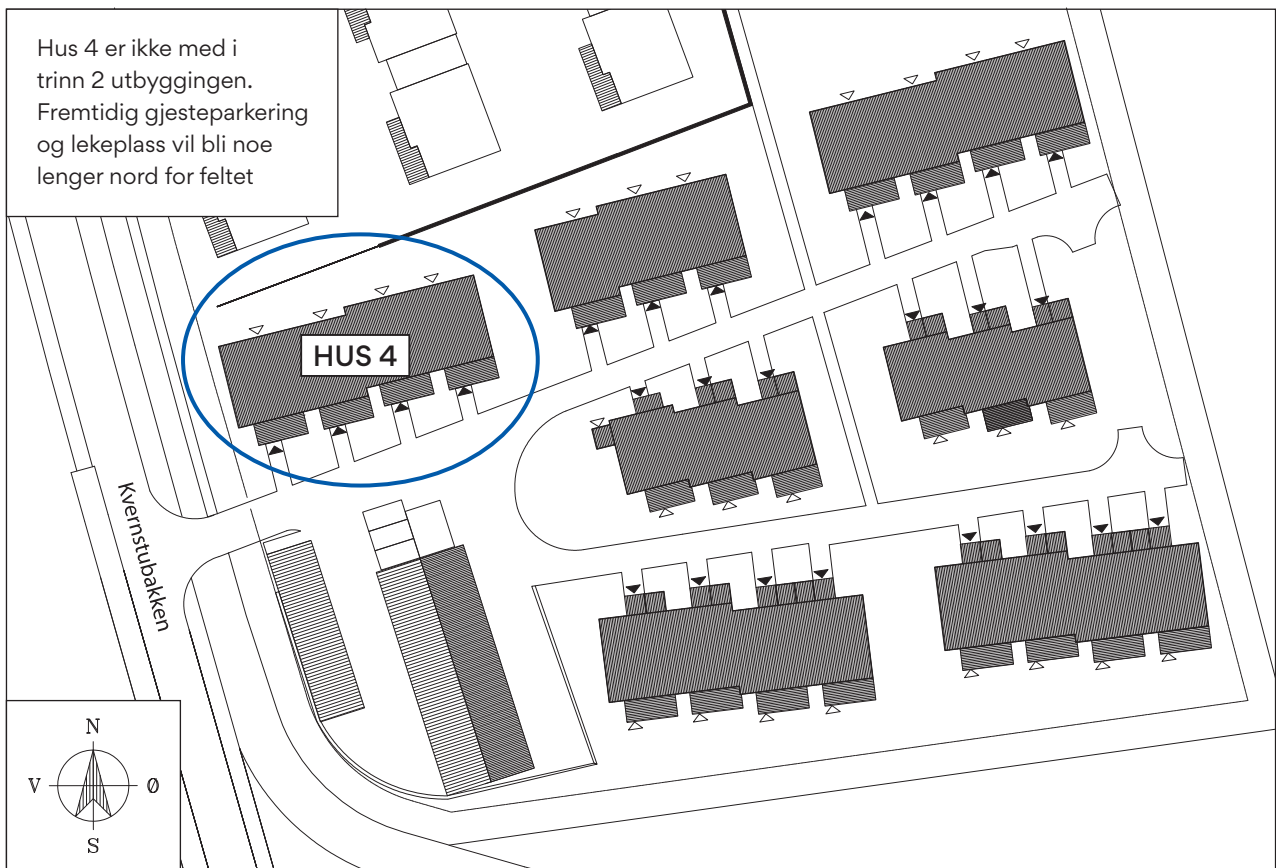 Hus 4 er ikke med i
trinn 2 utbyggingen.
Fremtidig gjesteparkering
og lekeplass vil bli noe
lenger nord for feltet
HUS 4
Kvernstubakken
N
V Ø
S